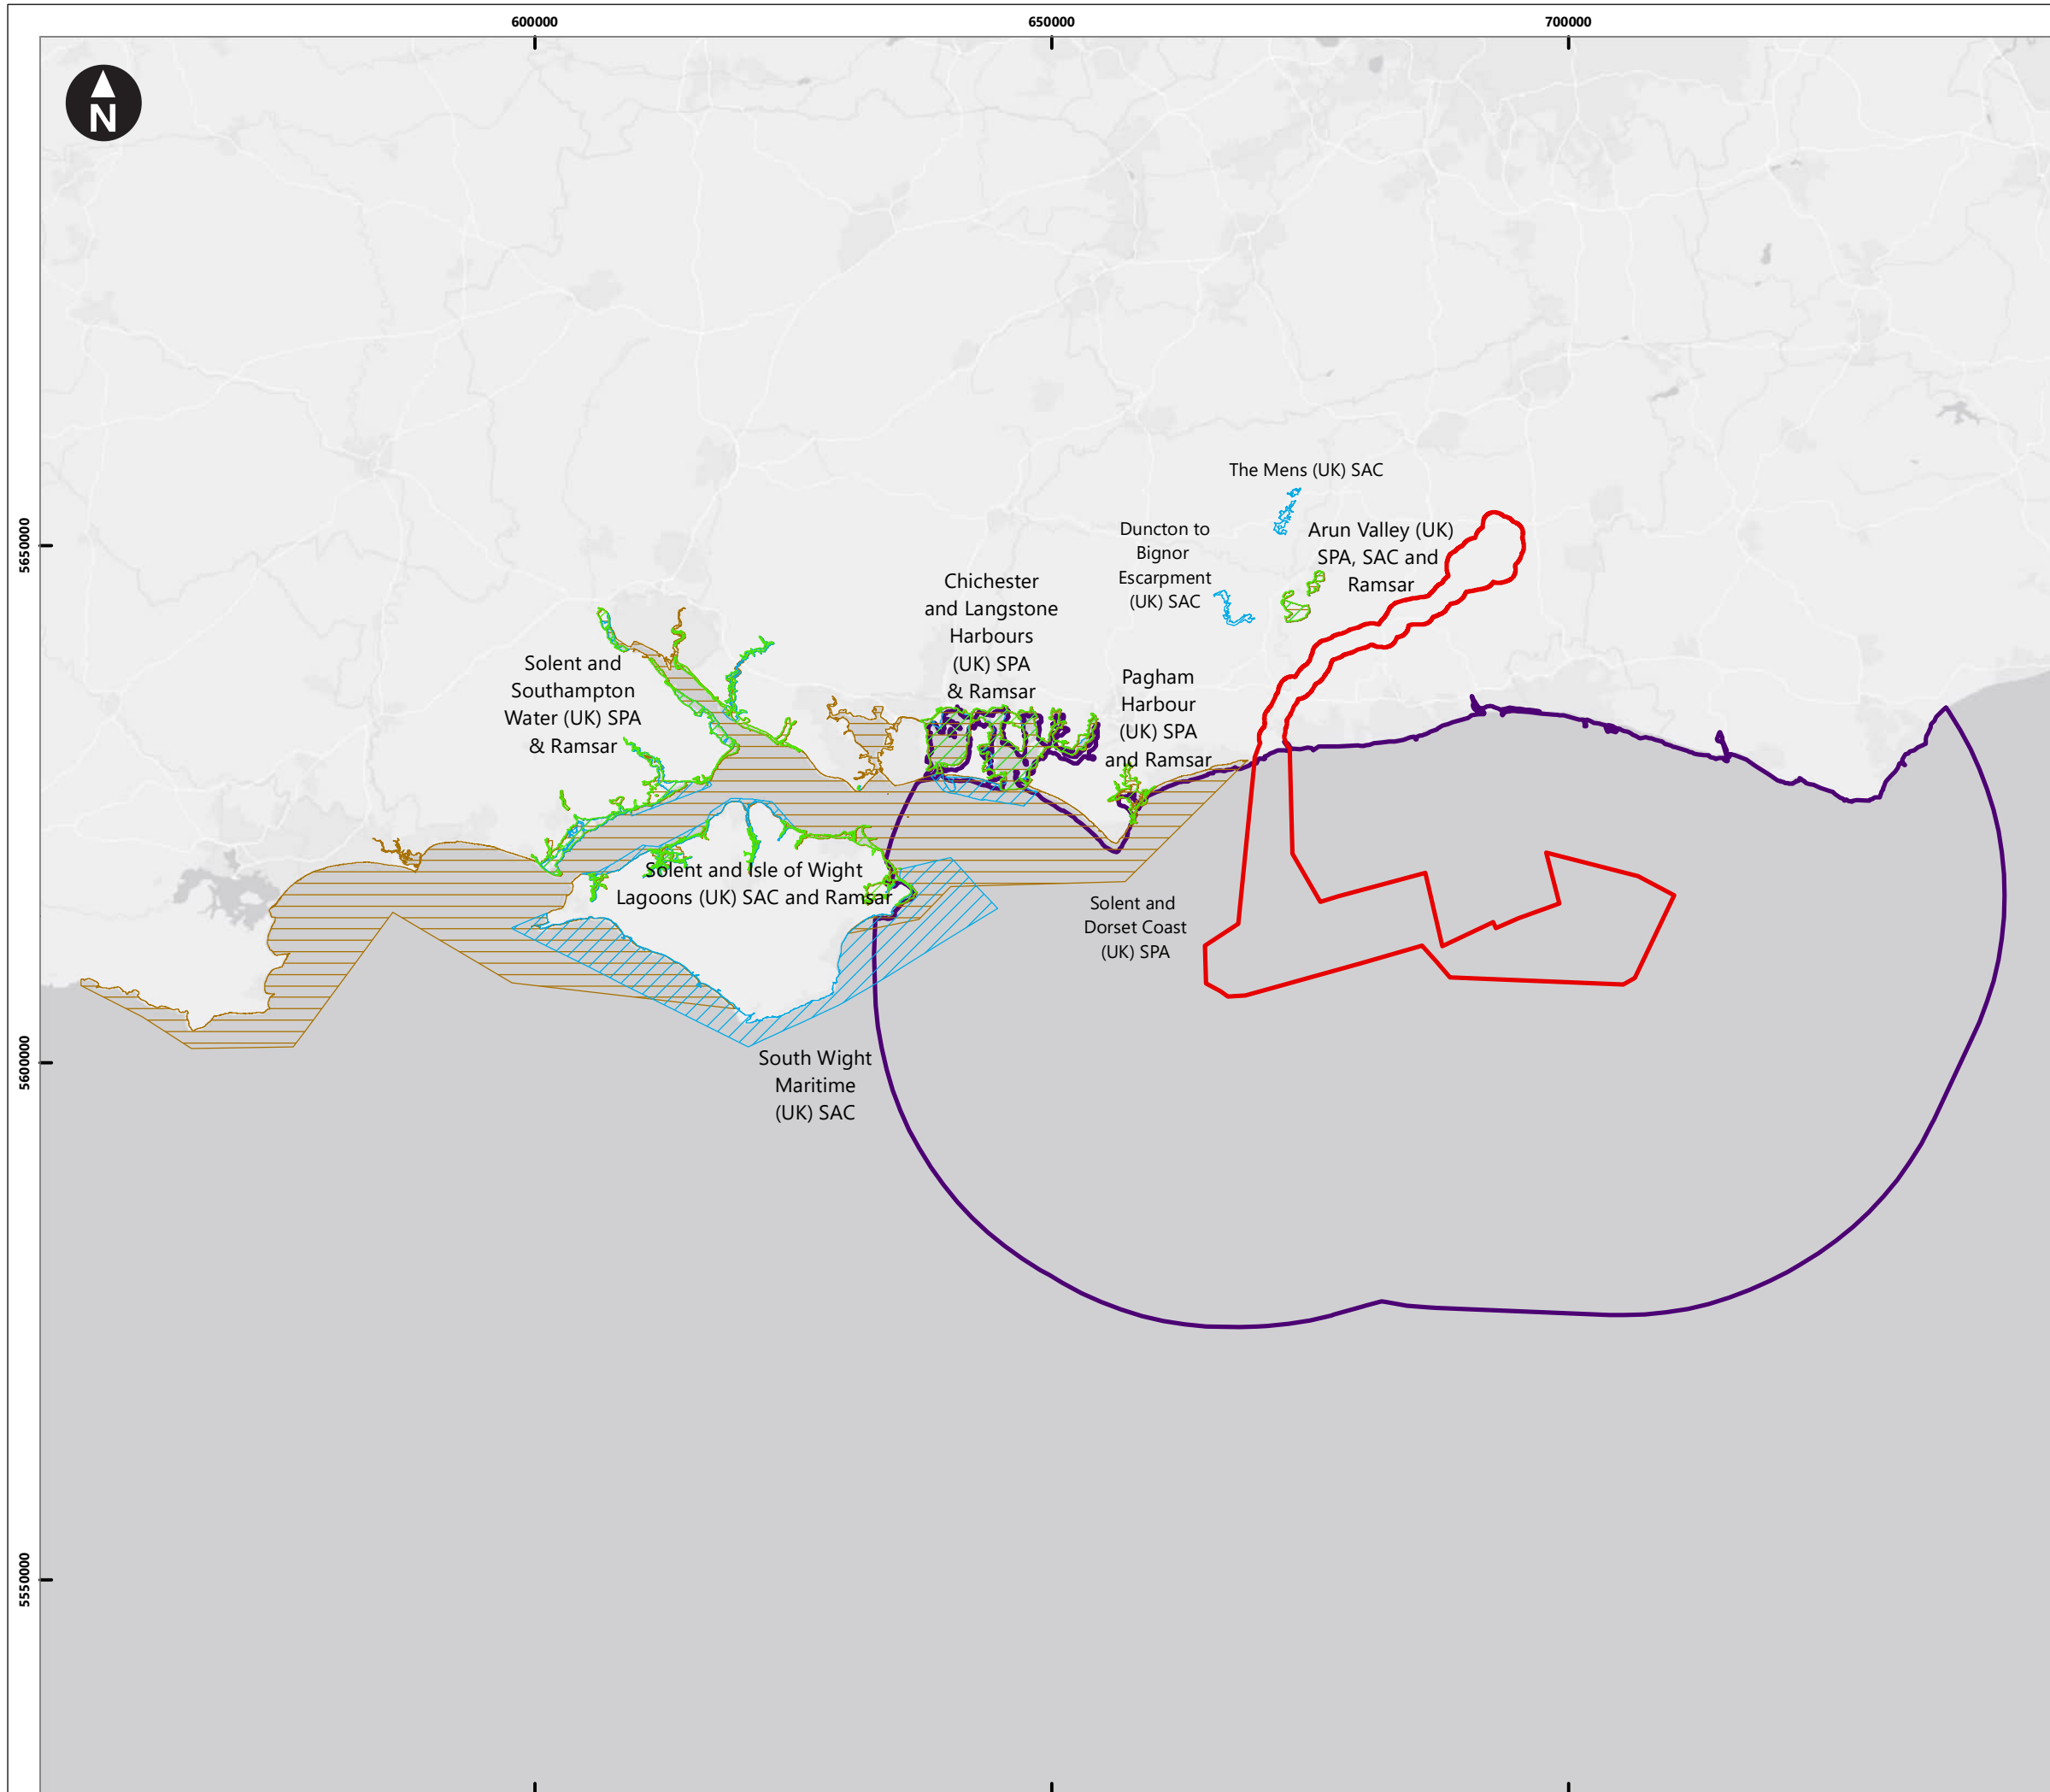 600000
650000
700000
N
The Mens (UK) SAC
Duncton to
Bignor
Escarpment
(UK) SAC
Arun Valley (UK)
SPA, SAC and
Ramsar
5650000
Chichester
and Langstone
Harbours
(UK) SPA
& Ramsar
Solent and
Southampton
Water (UK) SPA
& Ramsar
Pagham
Harbour
(UK) SPA
and Ramsar
Solent and Isle of Wight
Lagoons (UK) SAC and Ramsar
Solent and
Dorset Coast
(UK) SPA
South Wight
Maritime
(UK) SAC
5600000
5550000